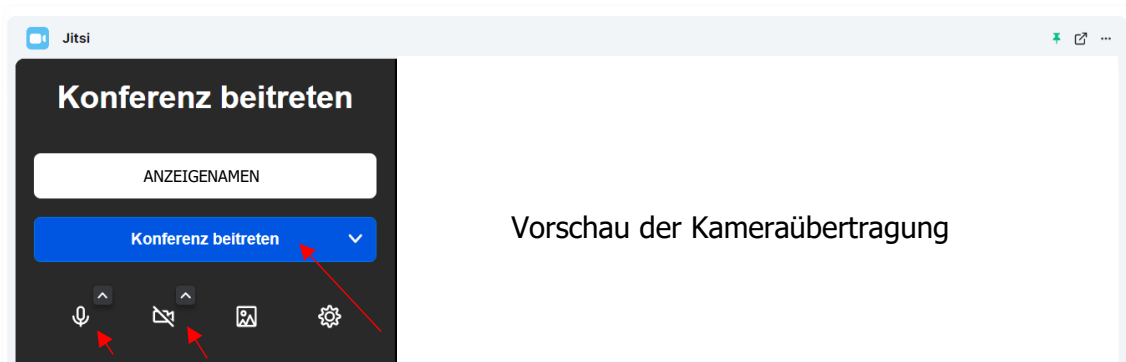 Jitsi
Konferenz beitreten
ANZEIGENAMEN
Konferenz beitreten
Vorschau der Kameraübertragung